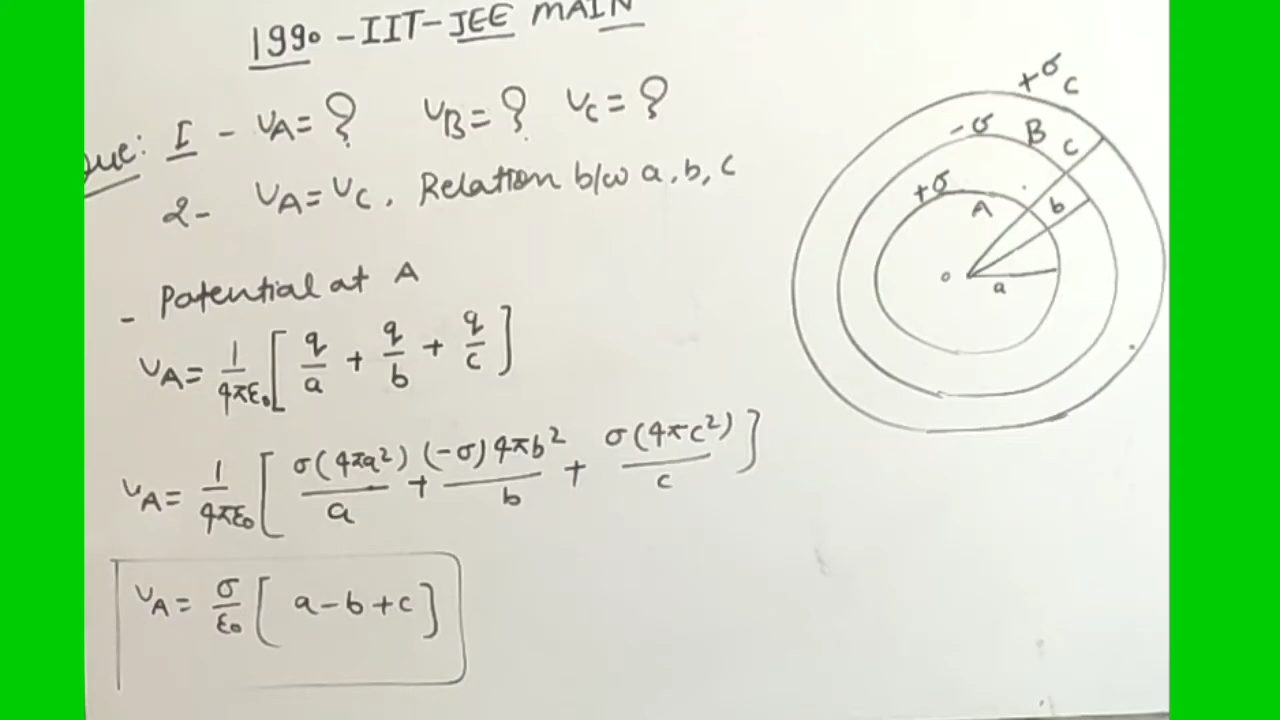 1990 - IIT-JEE MAIN
Que: I - VA = ? VB = ? VC = ?
2- VA = VC, Relation b/w a, b, c
- Potential at A
VA = 1/4πε0 [ q/a + q/b + q/c ]
VA = 1/4πε0 [ σ(4πa²)/a + (-σ)4πb²/b + σ(4πc²)/c ]
VA = σ/ε0 [ a - b + c ]
+σ C
-σ B c
+σ A b
o a